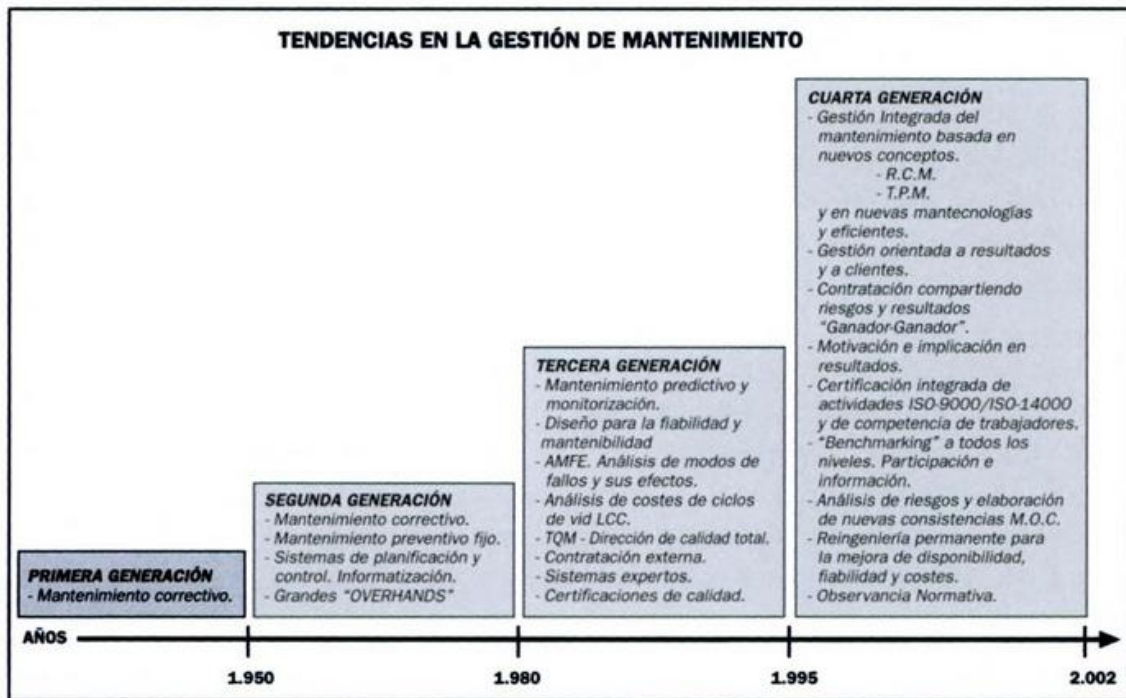 TENDENCIAS EN LA GESTIÓN DE MANTENIMIENTO
PRIMERA GENERACIÓN
- Mantenimiento correctivo.
SEGUNDA GENERACIÓN
- Mantenimiento correctivo.
- Mantenimiento preventivo fijo.
- Sistemas de planificación y
control. Informatización.
- Grandes "OVERHANDS"
TERCERA GENERACIÓN
- Mantenimiento predictivo y
monitorización.
- Diseño para la fiabilidad y
mantenibilidad
- AMFE. Análisis de modos de
fallos y sus efectos.
- Análisis de costes de ciclos
de vid LCC.
- TQM - Dirección de calidad total.
- Contratación externa.
- Sistemas expertos.
- Certificaciones de calidad.
CUARTA GENERACIÓN
- Gestión Integrada del
mantenimiento basada en
nuevos conceptos.
- R.C.M.
- T.P.M.
y en nuevas mantecnologías
y eficientes.
- Gestión orientada a resultados
y a clientes.
- Contratación compartiendo
riesgos y resultados
"Ganador-Ganador".
- Motivación e implicación en
resultados.
- Certificación integrada de
actividades ISO-9000/ISO-14000
y de competencia de trabajadores.
- "Benchmarking" a todos los
niveles. Participación e
información.
- Análisis de riesgos y elaboración
de nuevas consistencias M.O.C.
- Reingeniería permanente para
la mejora de disponibilidad,
fiabilidad y costes.
- Observancia Normativa.
AÑOS
1.950 1.980 1.995 2.002